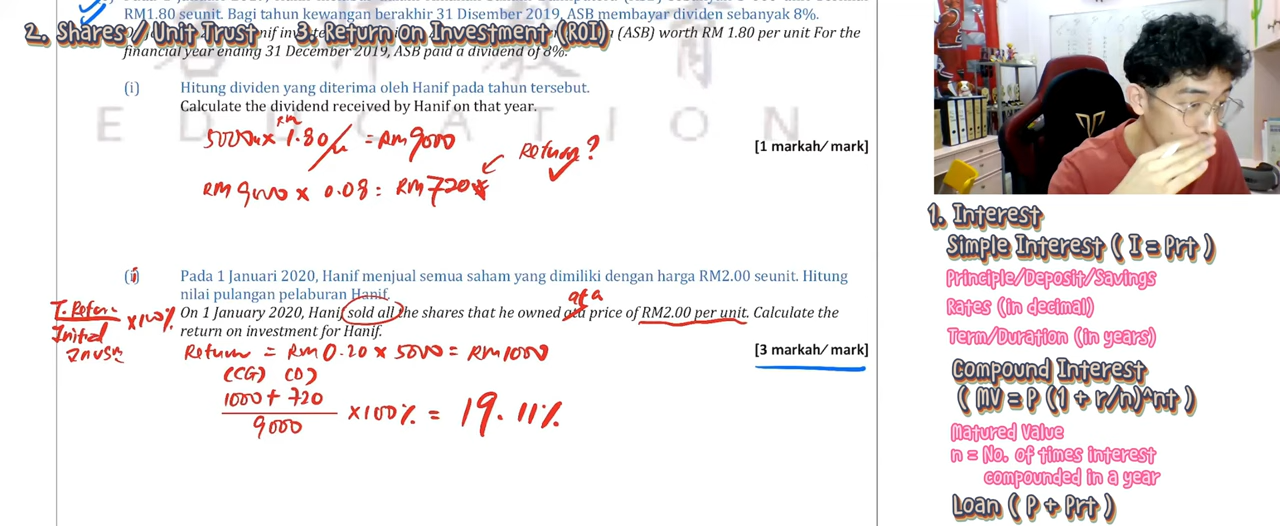 RM1.80 seunit. Bagi tahun kewangan berakhir 31 Disember 2019, ASB membayar dividen sebanyak 8%.
2. Shares / Unit Trust 3. Return On Investment (ROI)
(ASB) worth RM 1.80 per unit For the
financial year ending 31 December 2019, ASB paid a dividend of 8%.
EDUCATION
(i) Hitung dividen yang diterima oleh Hanif pada tahun tersebut.
Calculate the dividend received by Hanif on that year.
[1 markah/ mark]
× RM 1.80/u = RM9000
Return?
RM9000 × 0.08 = RM720
(i) Pada 1 Januari 2020, Hanif menjual semua saham yang dimiliki dengan harga RM2.00 seunit. Hitung
nilai pulangan pelaburan Hanif.
On 1 January 2020, Hanif sold all the shares that he owned at a price of RM2.00 per unit. Calculate the
return on investment for Hanif.
[3 markah/ mark]
T. Return
Initial
× 100%
Return = RM0.20 × 5000 = RM1000
(CG) (D)
1000 + 720
9000
×100% = 19.11%
1. Interest
Simple Interest ( I = Prt )
Principle/Deposit/Savings
Rates (in decimal)
Term/Duration (in years)
Compound Interest
( MV = P (1 + r/n)^nt )
Matured Value
n = No. of times interest
compounded in a year
Loan ( P + Prt )